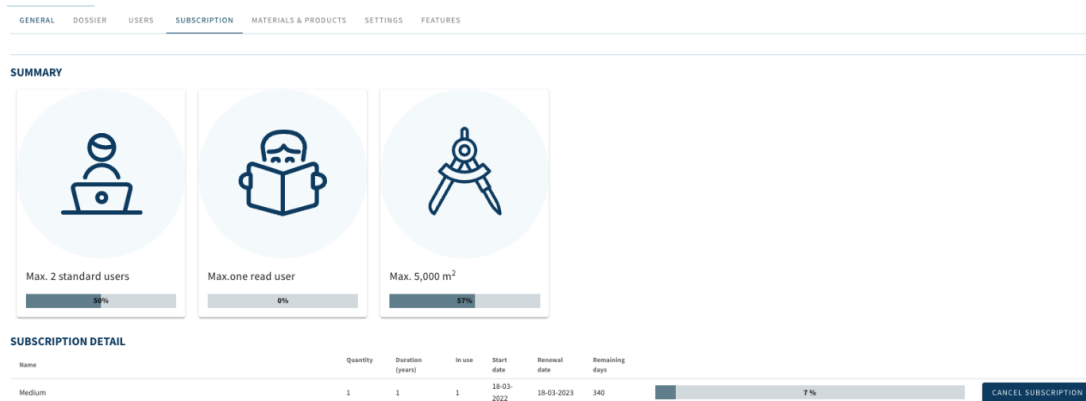 GENERAL DOSSIER USERS SUBSCRIPTION MATERIALS & PRODUCTS SETTINGS FEATURES
SUMMARY
Max. 2 standard users
50%
Max.one read user
0%
Max. 5,000 m²
57%
SUBSCRIPTION DETAIL
Name Quantity Duration (years) In use Start date Renewal date Remaining days
Medium 1 1 1 18-03-2022 18-03-2023 340 7 % CANCEL SUBSCRIPTION